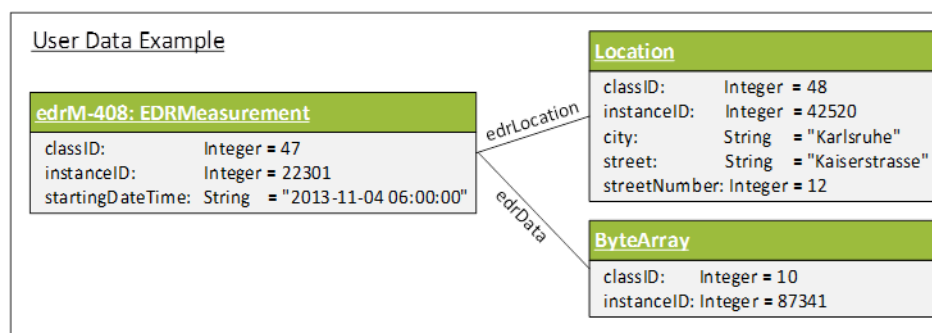 User Data Example
edrM-408: EDRMeasurement
classID: Integer = 47
instanceID: Integer = 22301
startingDateTime: String = "2013-11-04 06:00:00"
edrLocation
edrData
Location
classID: Integer = 48
instanceID: Integer = 42520
city: String = "Karlsruhe"
street: String = "Kaiserstrasse"
streetNumber: Integer = 12
ByteArray
classID: Integer = 10
instanceID: Integer = 87341